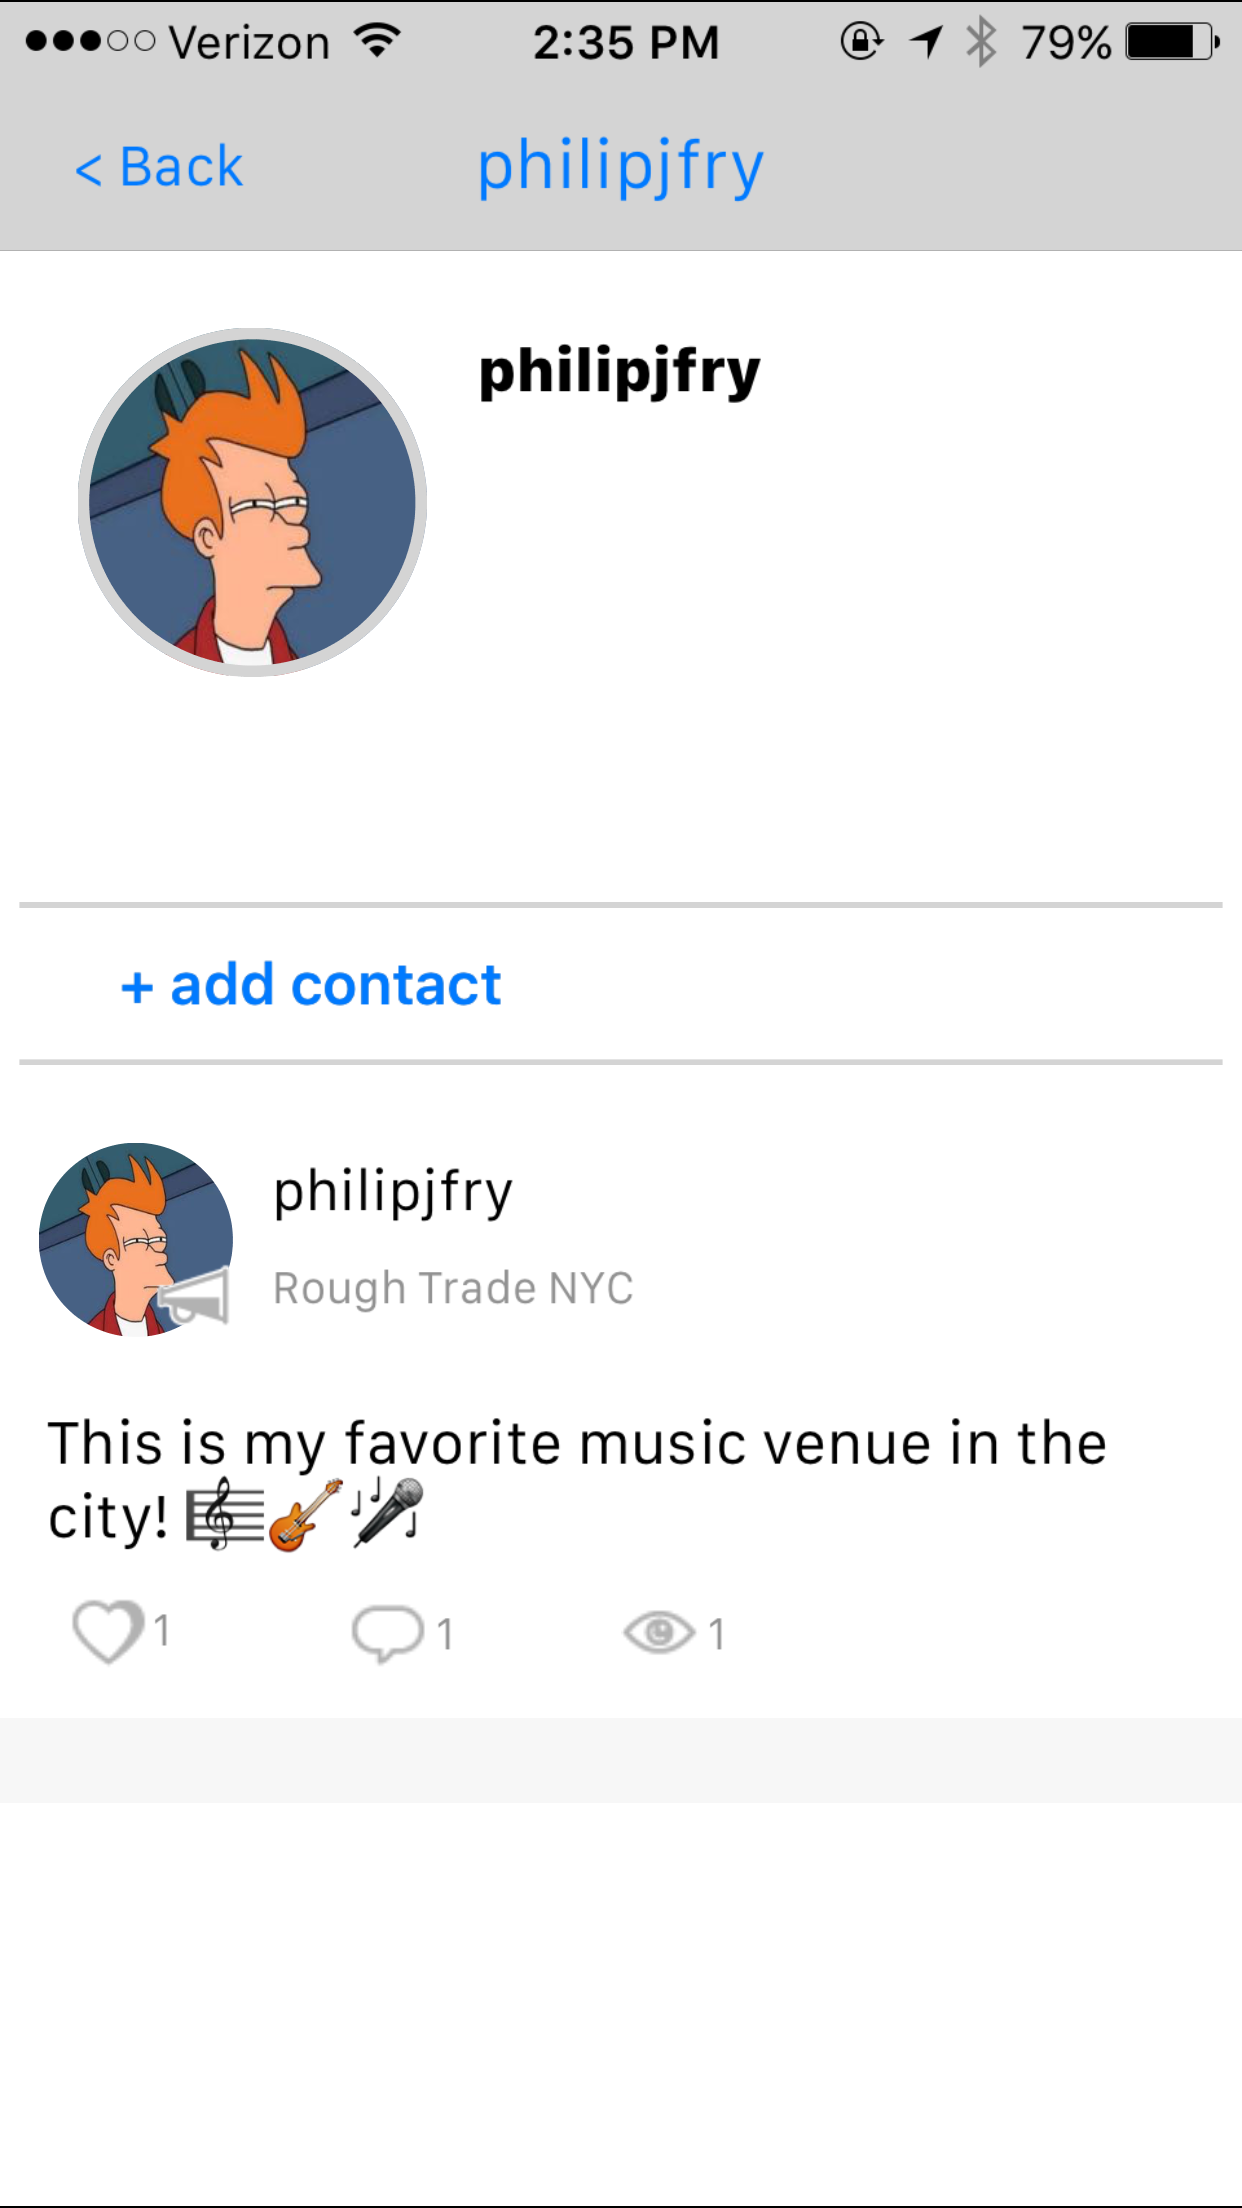 Verizon 2:35 PM 79%
< Back philipjfry
philipjfry
+ add contact
philipjfry
Rough Trade NYC
This is my favorite music venue in the
city! 🎼🎸🎤
1 1 1